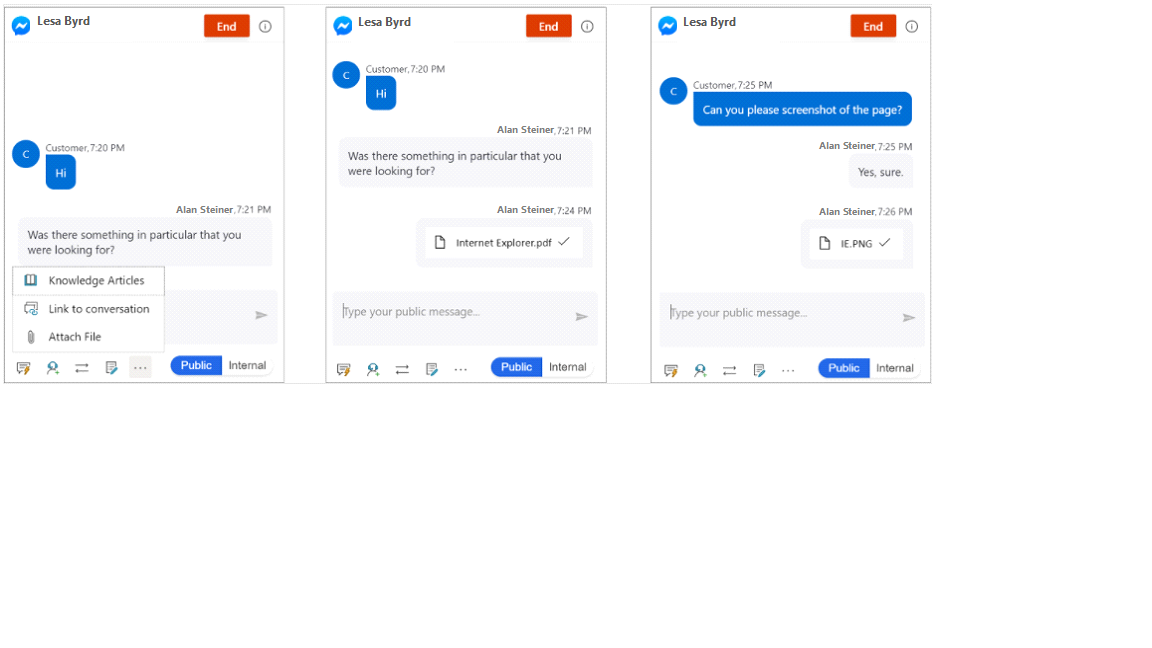 Lesa Byrd
End
C
Customer,7:20 PM
Hi
Alan Steiner,7:21 PM
Was there something in particular that you
were looking for?
Knowledge Articles
Link to conversation
Attach File
Public
Internal
Lesa Byrd
End
Customer,7:20 PM
C
Hi
Alan Steiner,7:21 PM
Was there something in particular that you
were looking for?
Alan Steiner,7:24 PM
Internet Explorer.pdf
Type your public message...
Public
Internal
Lesa Byrd
End
Customer,7:25 PM
C
Can you please screenshot of the page?
Alan Steiner,7:25 PM
Yes, sure.
Alan Steiner,7:26 PM
IE.PNG
Type your public message...
Public
Internal